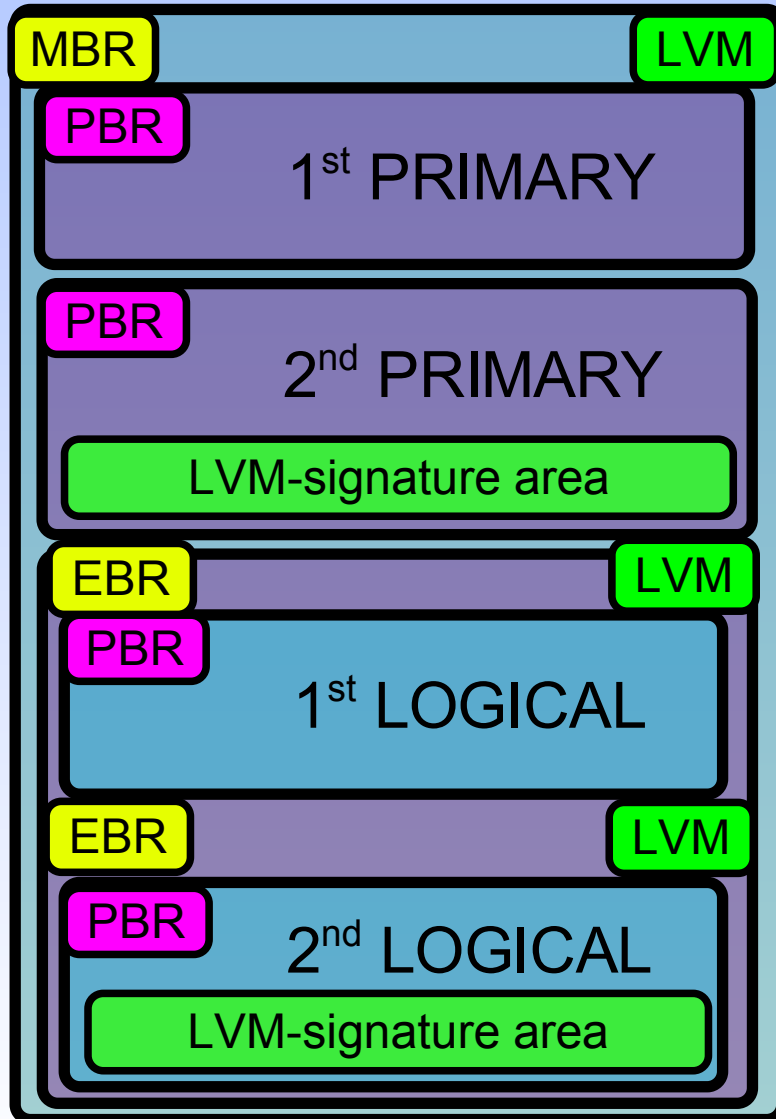 MBR LVM
PBR
1st PRIMARY
PBR
2nd PRIMARY
LVM-signature area
EBR LVM
PBR
1st LOGICAL
EBR LVM
PBR
2nd LOGICAL
LVM-signature area